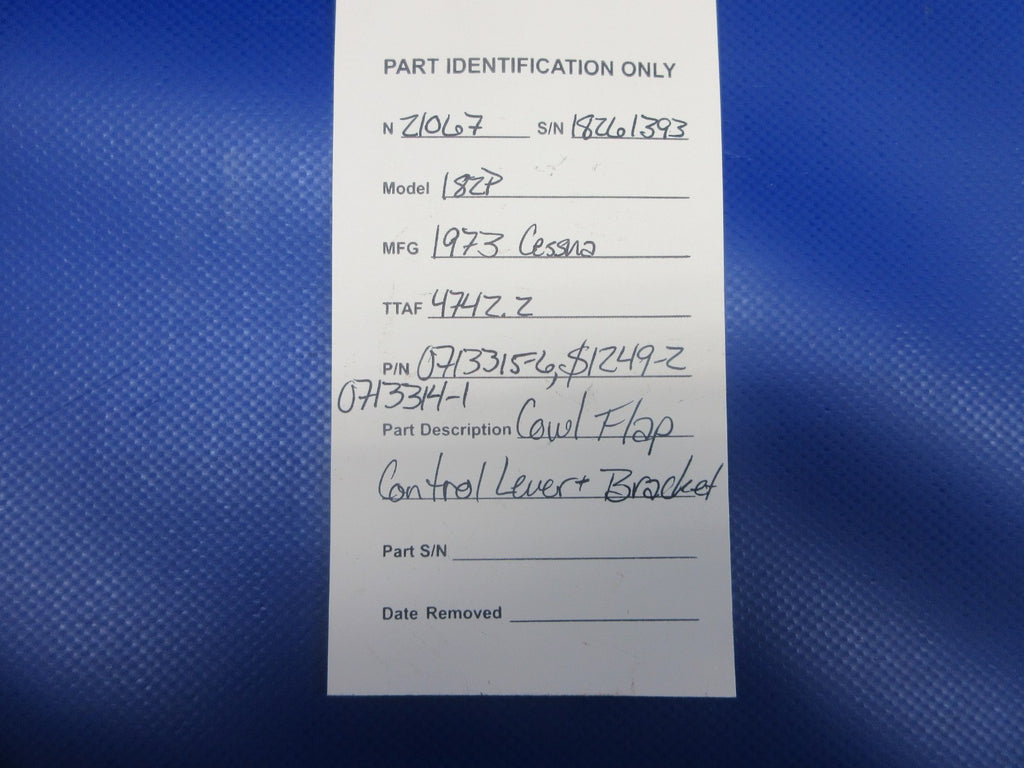 PART IDENTIFICATION ONLY
N 21067 S/N 18261393
Model 182P
MFG 1973 Cessna
TTAF 4742.2
P/N 0713315-6, S1249-2
0713314-1
Part Description Cowl Flap
Control Lever + Bracket
Part S/N
Date Removed